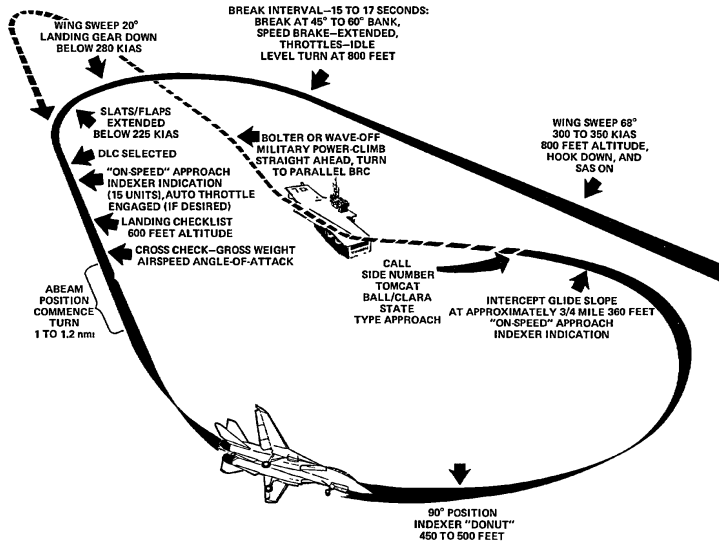 BREAK INTERVAL—15 TO 17 SECONDS:
BREAK AT 45° TO 60° BANK,
SPEED BRAKE—EXTENDED,
THROTTLES—IDLE
LEVEL TURN AT 800 FEET
WING SWEEP 20°
LANDING GEAR DOWN
BELOW 280 KIAS
SLATS/FLAPS
EXTENDED
BELOW 225 KIAS
DLC SELECTED
"ON-SPEED" APPROACH
INDEXER INDICATION
(15 UNITS), AUTO THROTTLE
ENGAGED (IF DESIRED)
LANDING CHECKLIST
600 FEET ALTITUDE
CROSS CHECK—GROSS WEIGHT
AIRSPEED ANGLE-OF-ATTACK
ABEAM
POSITION
COMMENCE
TURN
1 TO 1.2 nmi
BOLTER OR WAVE-OFF
MILITARY POWER-CLIMB
STRAIGHT AHEAD, TURN
TO PARALLEL BRC
WING SWEEP 68°
300 TO 350 KIAS
800 FEET ALTITUDE,
HOOK DOWN, AND
SAS ON
CALL
SIDE NUMBER
TOMCAT
BALL/CLARA
STATE
TYPE APPROACH
INTERCEPT GLIDE SLOPE
AT APPROXIMATELY 3/4 MILE 360 FEET
"ON-SPEED" APPROACH
INDEXER INDICATION
90° POSITION
INDEXER "DONUT"
450 TO 500 FEET